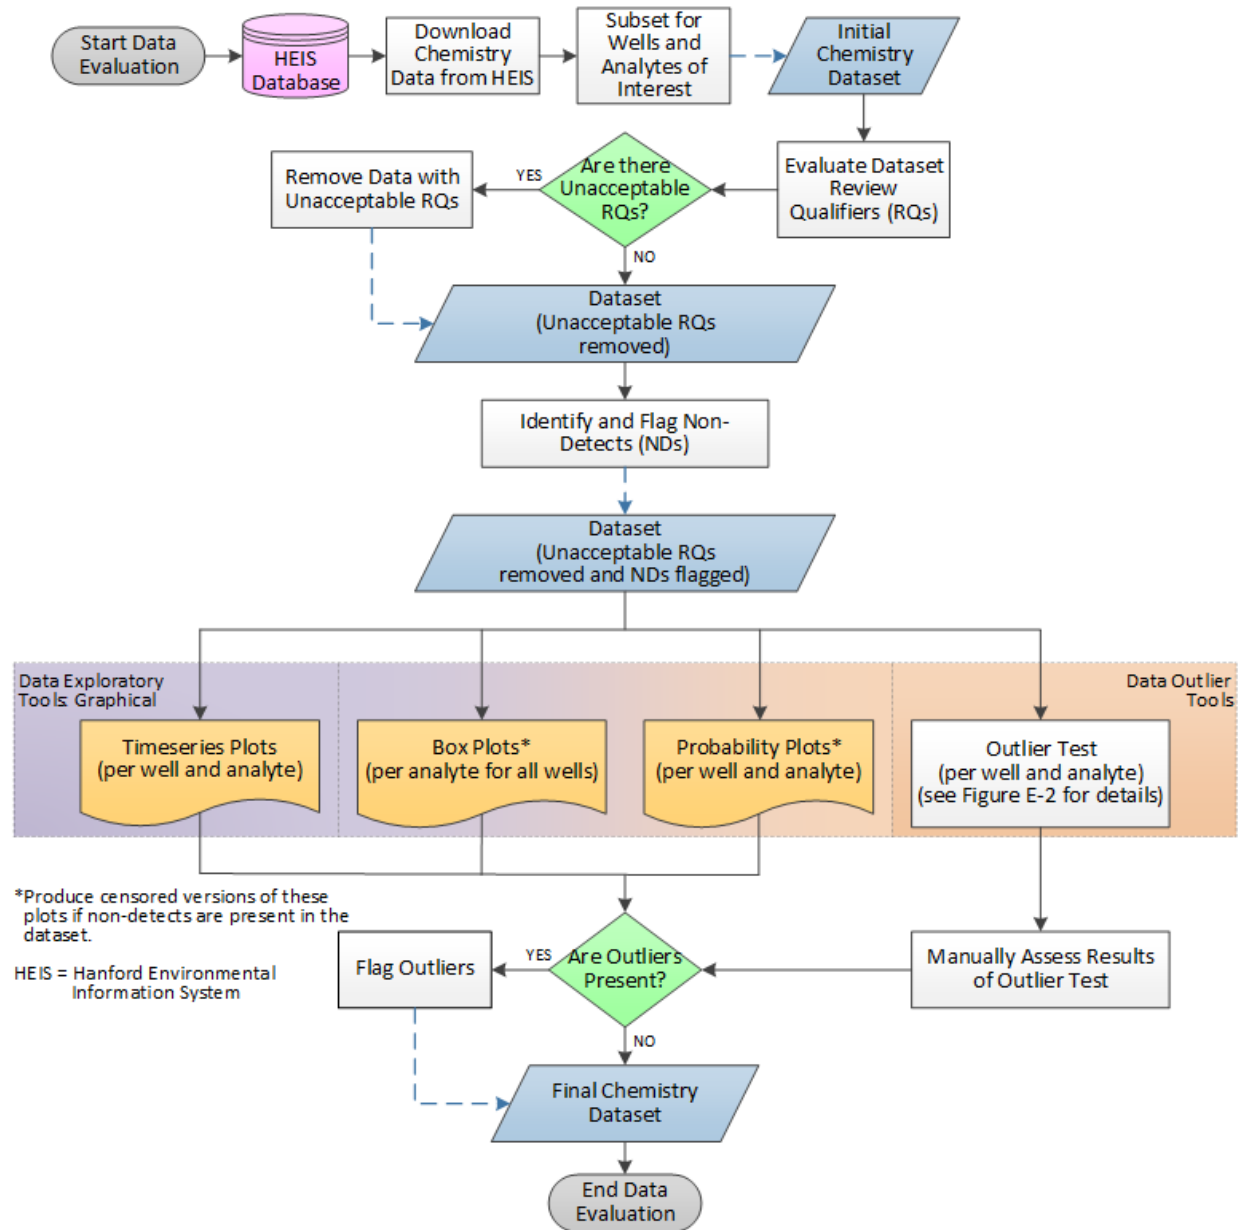 Start Data
Evaluation
HEIS
Database
Download
Chemistry
Data from HEIS
Subset for
Wells and
Analytes of
Interest
Initial
Chemistry
Dataset
Evaluate Dataset
Review
Qualifiers (RQs)
Are there
Unacceptable
RQs?
YES
Remove Data with
Unacceptable RQs
NO
Dataset
(Unacceptable RQs
removed)
Identify and Flag Non-
Detects (NDs)
Dataset
(Unacceptable RQs
removed and NDs flagged)
Data Exploratory
Tools: Graphical
Data Outlier
Tools
Timeseries Plots
(per well and analyte)
Box Plots*
(per analyte for all wells)
Probability Plots*
(per well and analyte)
Outlier Test
(per well and analyte)
(see Figure E-2 for details)
*Produce censored versions of these
plots if non-detects are present in the
dataset.
HEIS = Hanford Environmental
Information System
Flag Outliers
YES
Are Outliers
Present?
Manually Assess Results
of Outlier Test
NO
Final Chemistry
Dataset
End Data
Evaluation